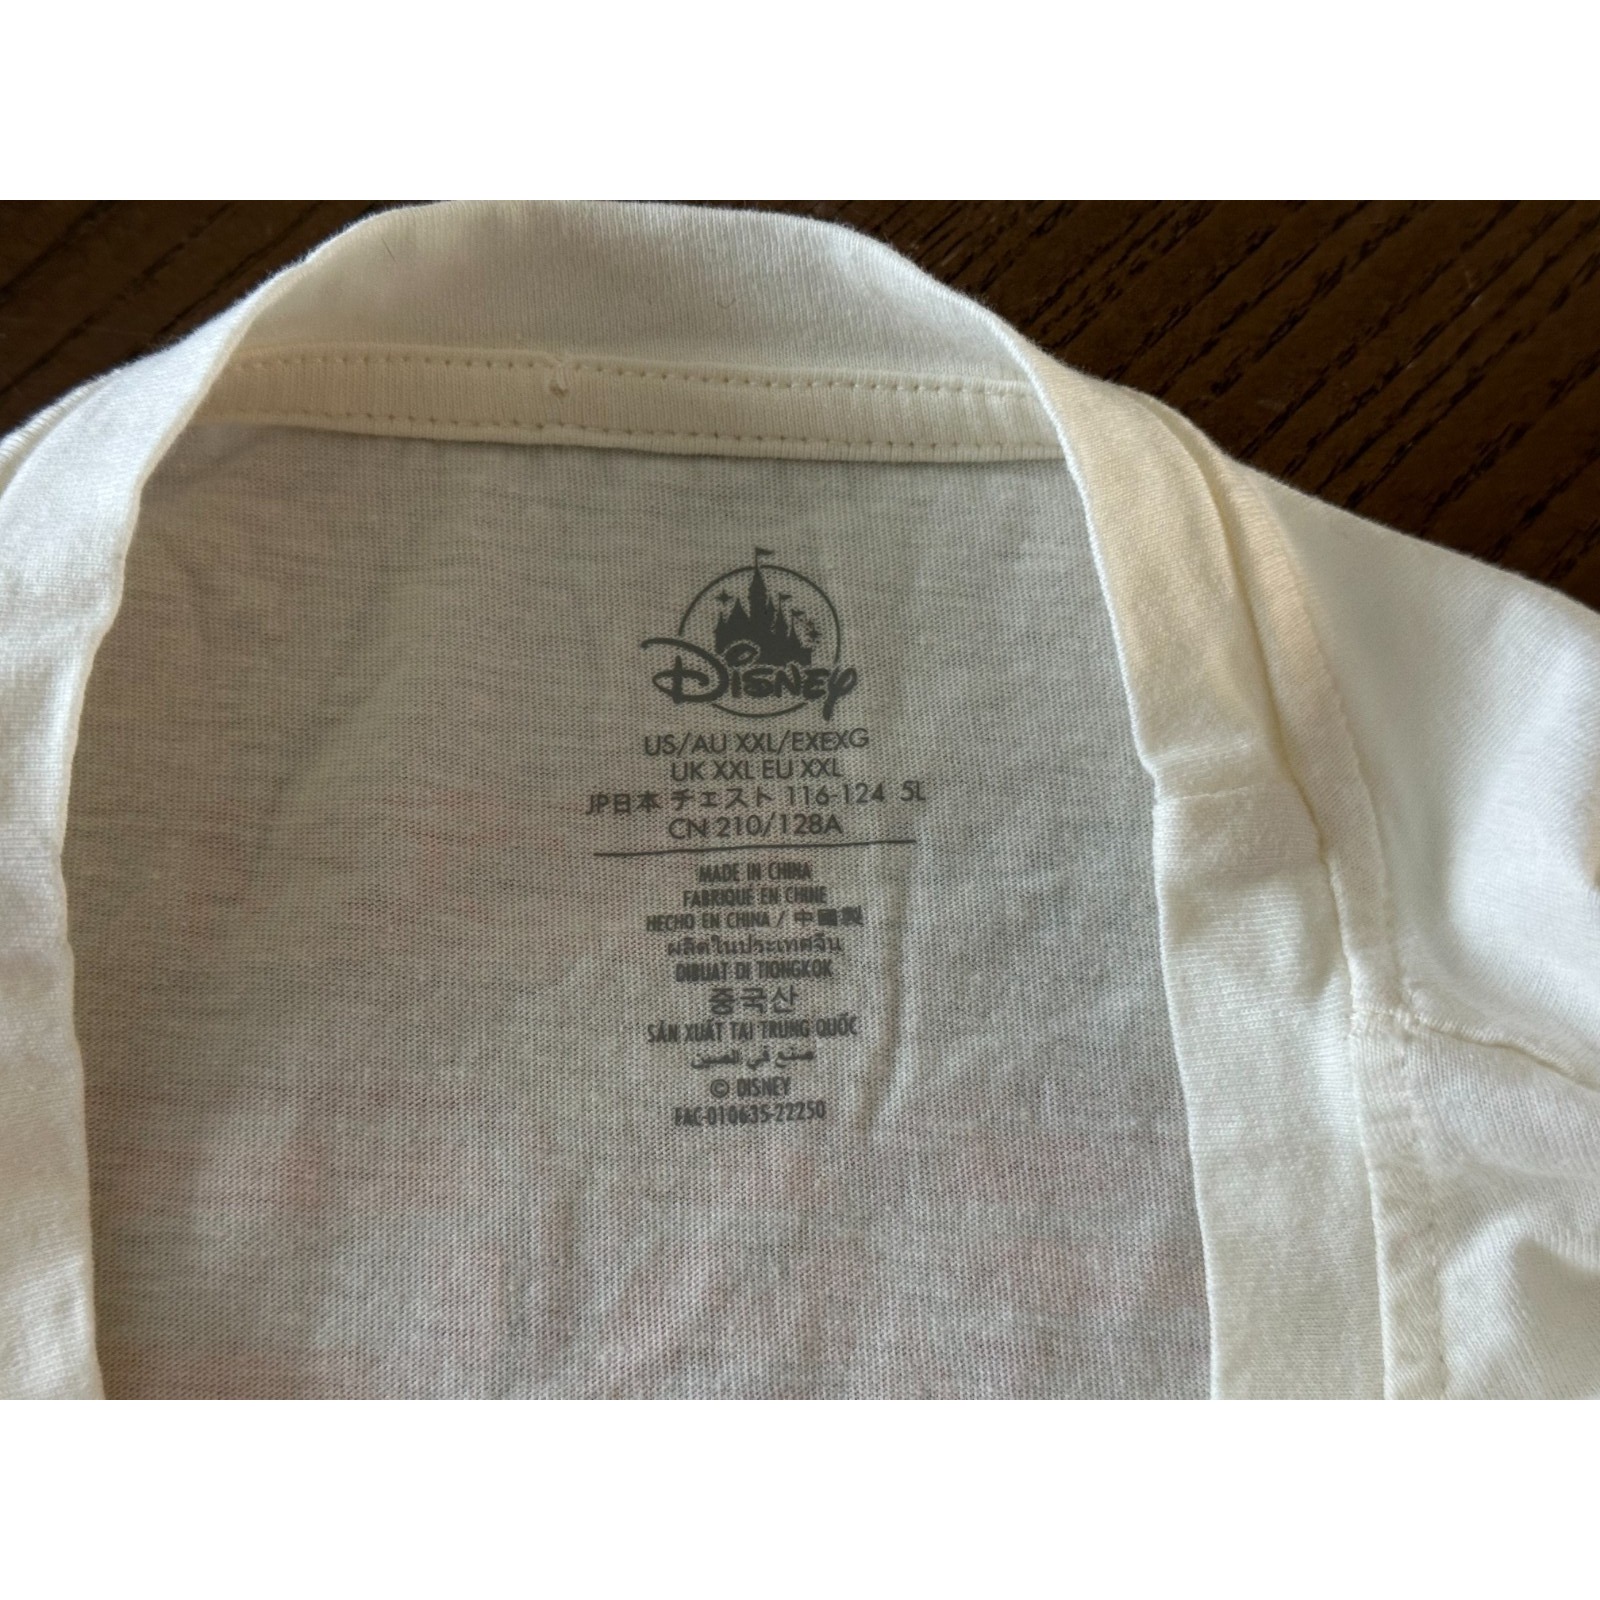 Disney
US/AU XXL/EXEXG
UK XXL EU XXL
JP日本 チェスト 116-124 5L
CN 210/128A
MADE IN CHINA
FABRIQUÉ EN CHINE
HECHO EN CHINA / 中國製
ผลิตในประเทศจีน
DIBUAT DI TIONGKOK
중국산
SẢN XUẤT TẠI TRUNG QUỐC
صنع في الصين
© DISNEY
FAC-010635-22250